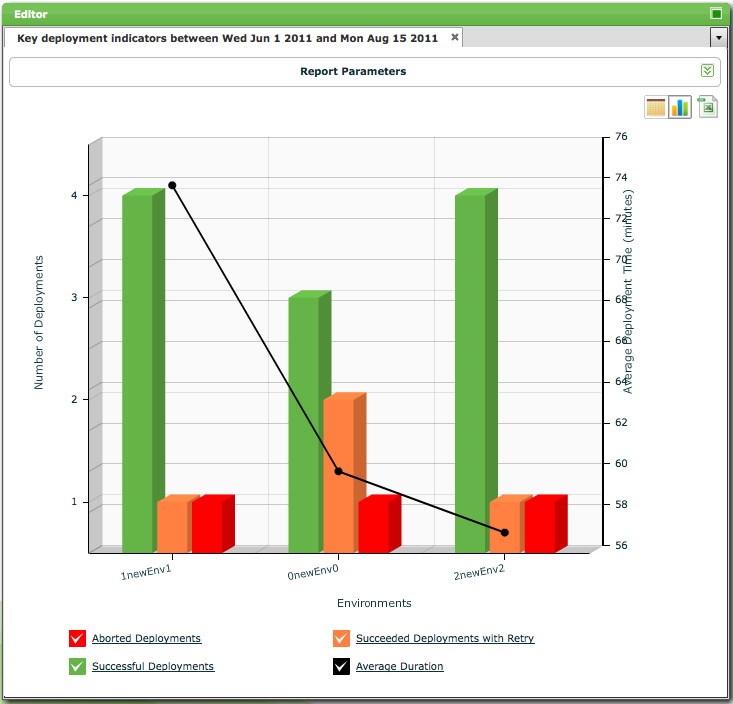 Editor
Key deployment indicators between Wed Jun 1 2011 and Mon Aug 15 2011
Report Parameters
76
74
72
70
68
66
64
62
60
58
56
4
3
2
1
Number of Deployments
Average Deployment Time (minutes)
1newEnv1
0newEnv0
2newEnv2
Environments
Aborted Deployments
Succeeded Deployments with Retry
Successful Deployments
Average Duration